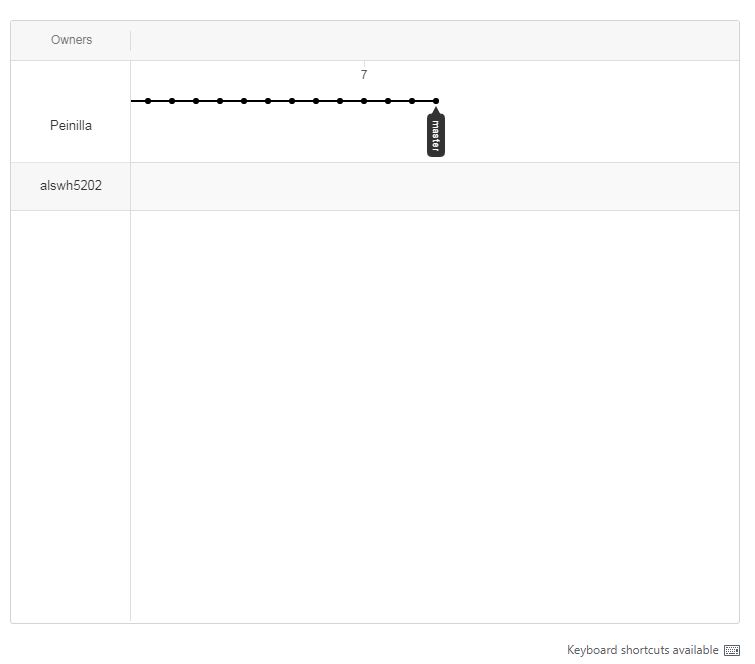 Owners
7
Peinilla
master
alswh5202
Keyboard shortcuts available